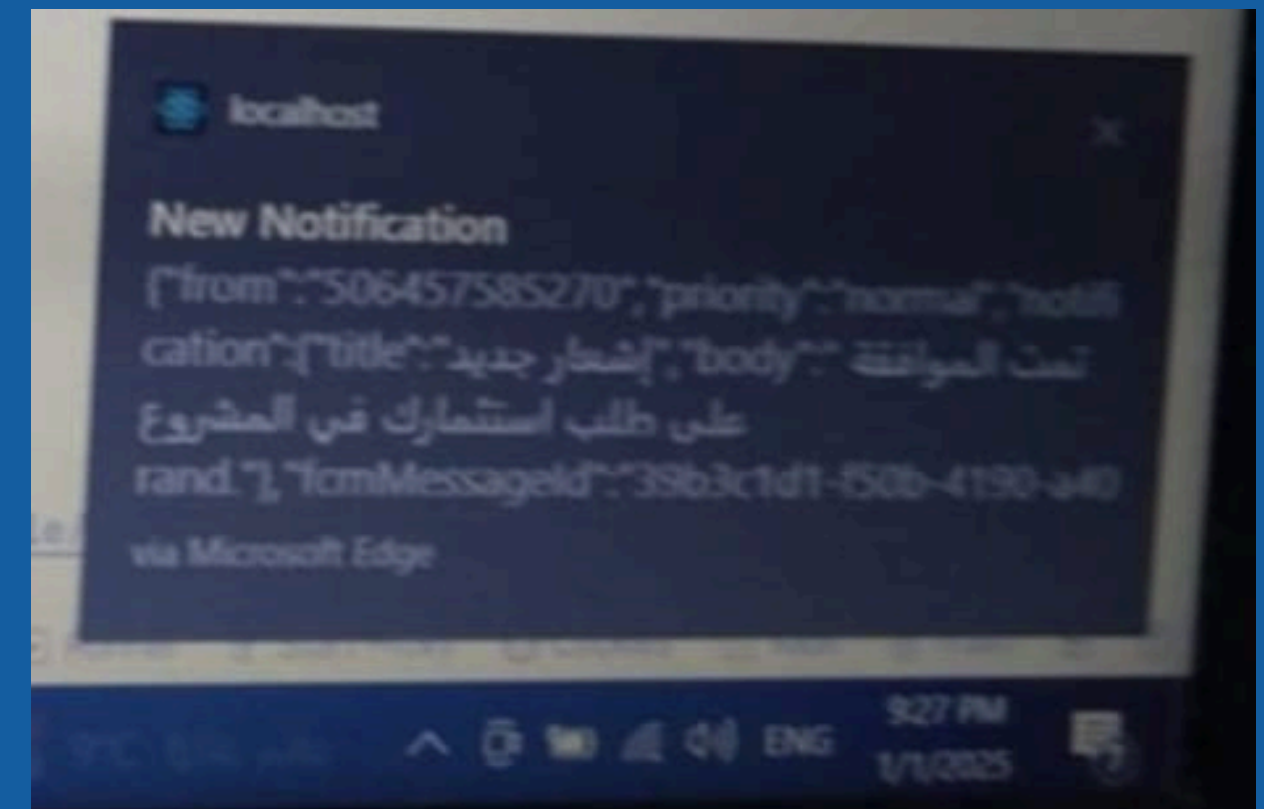 localhost
New Notification
{"from":"506457585270","priority":"normal","notifi
cation":{"title":"إشعار جديد","body":"تمت الموافقة
على طلب استثمارك في المشروع
rand."},"fcmMessageId":"39b3c1d1-f50b-4190-a40
via Microsoft Edge
ENG
9:27 PM
1/1/2025